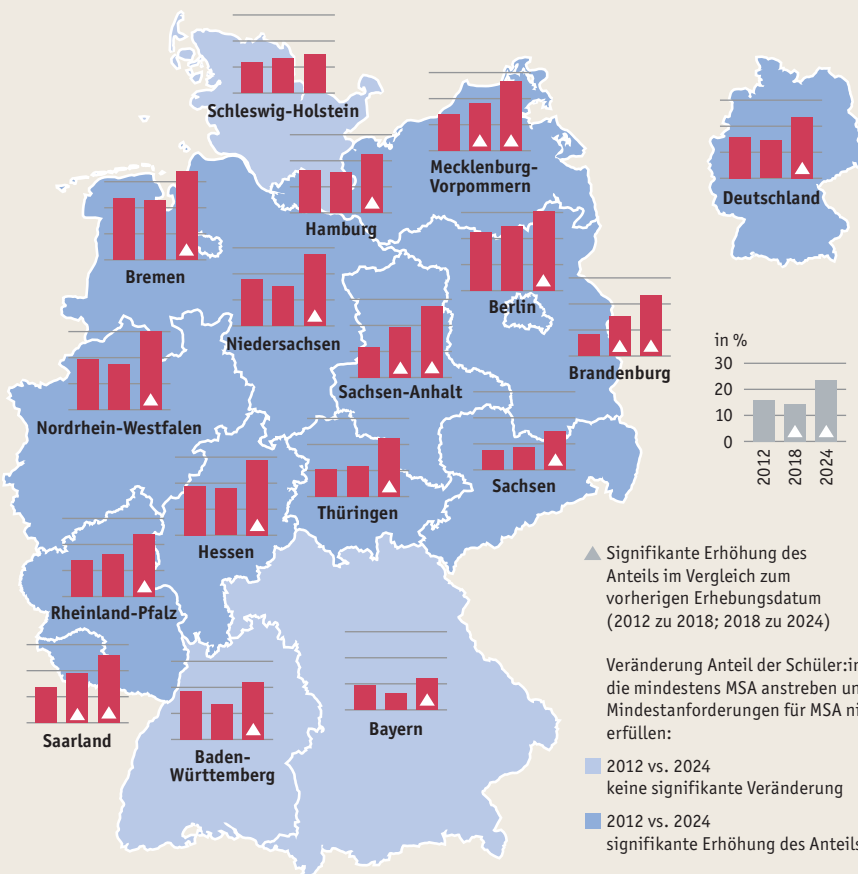 Schleswig-Holstein
Mecklenburg-
Vorpommern
Deutschland
Hamburg
Bremen
Berlin
Niedersachsen
Brandenburg
Sachsen-Anhalt
Nordrhein-Westfalen
Sachsen
Thüringen
Hessen
Rheinland-Pfalz
Saarland
Baden-
Württemberg
Bayern
in %
30
20
10
0
2012
2018
2024
Signifikante Erhöhung des
Anteils im Vergleich zum
vorherigen Erhebungsdatum
(2012 zu 2018; 2018 zu 2024)
Veränderung Anteil der Schüler:in
die mindestens MSA anstreben un
Mindestanforderungen für MSA ni
erfüllen:
2012 vs. 2024
keine signifikante Veränderung
2012 vs. 2024
signifikante Erhöhung des Anteils